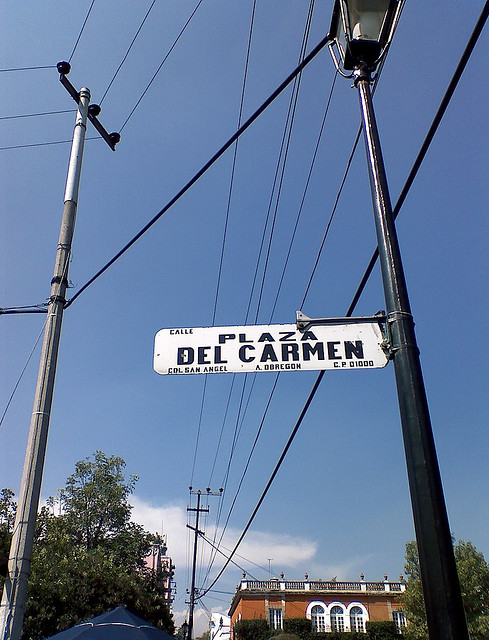 CALLE
PLAZA
DEL CARMEN
COL. SAN ANGEL A. OBREGON C.P. 01000